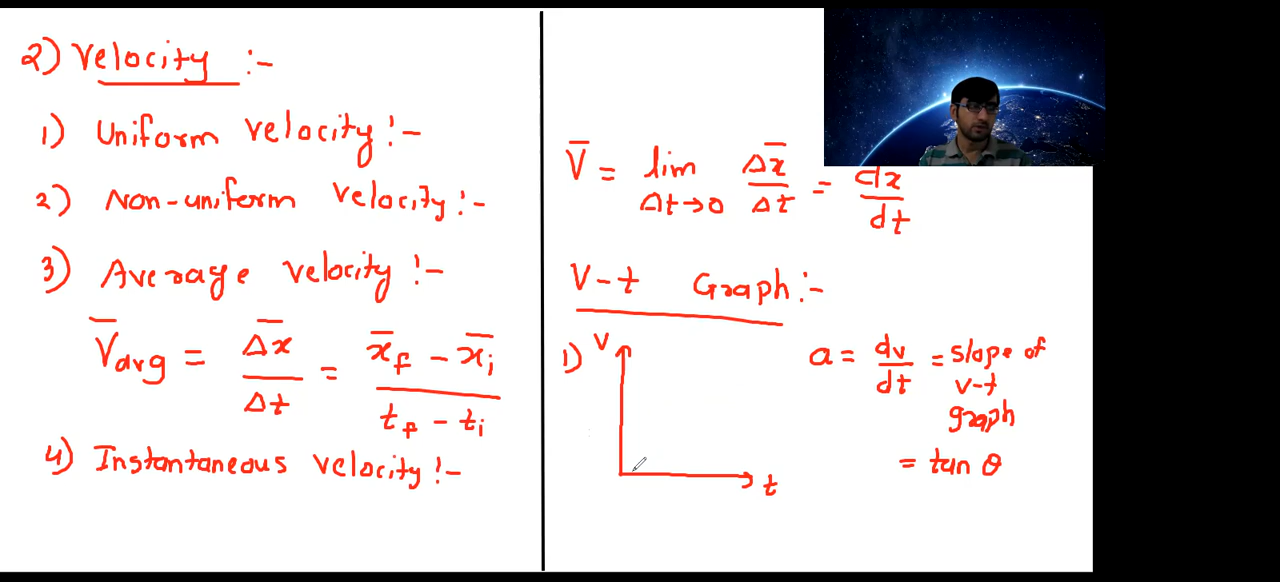 2) Velocity :-
1) Uniform velocity :-
2) Non-uniform velocity :-
3) Average velocity :-
V̅avg = Δx̅/Δt = (x̅f - x̅i)/(tf - ti)
4) Instantaneous velocity :-
V̅ = lim Δt→0 Δx̅/Δt = dx/dt
V-t Graph :-
1) V
t
a = dv/dt = slope of
v-t
graph
= tan θ